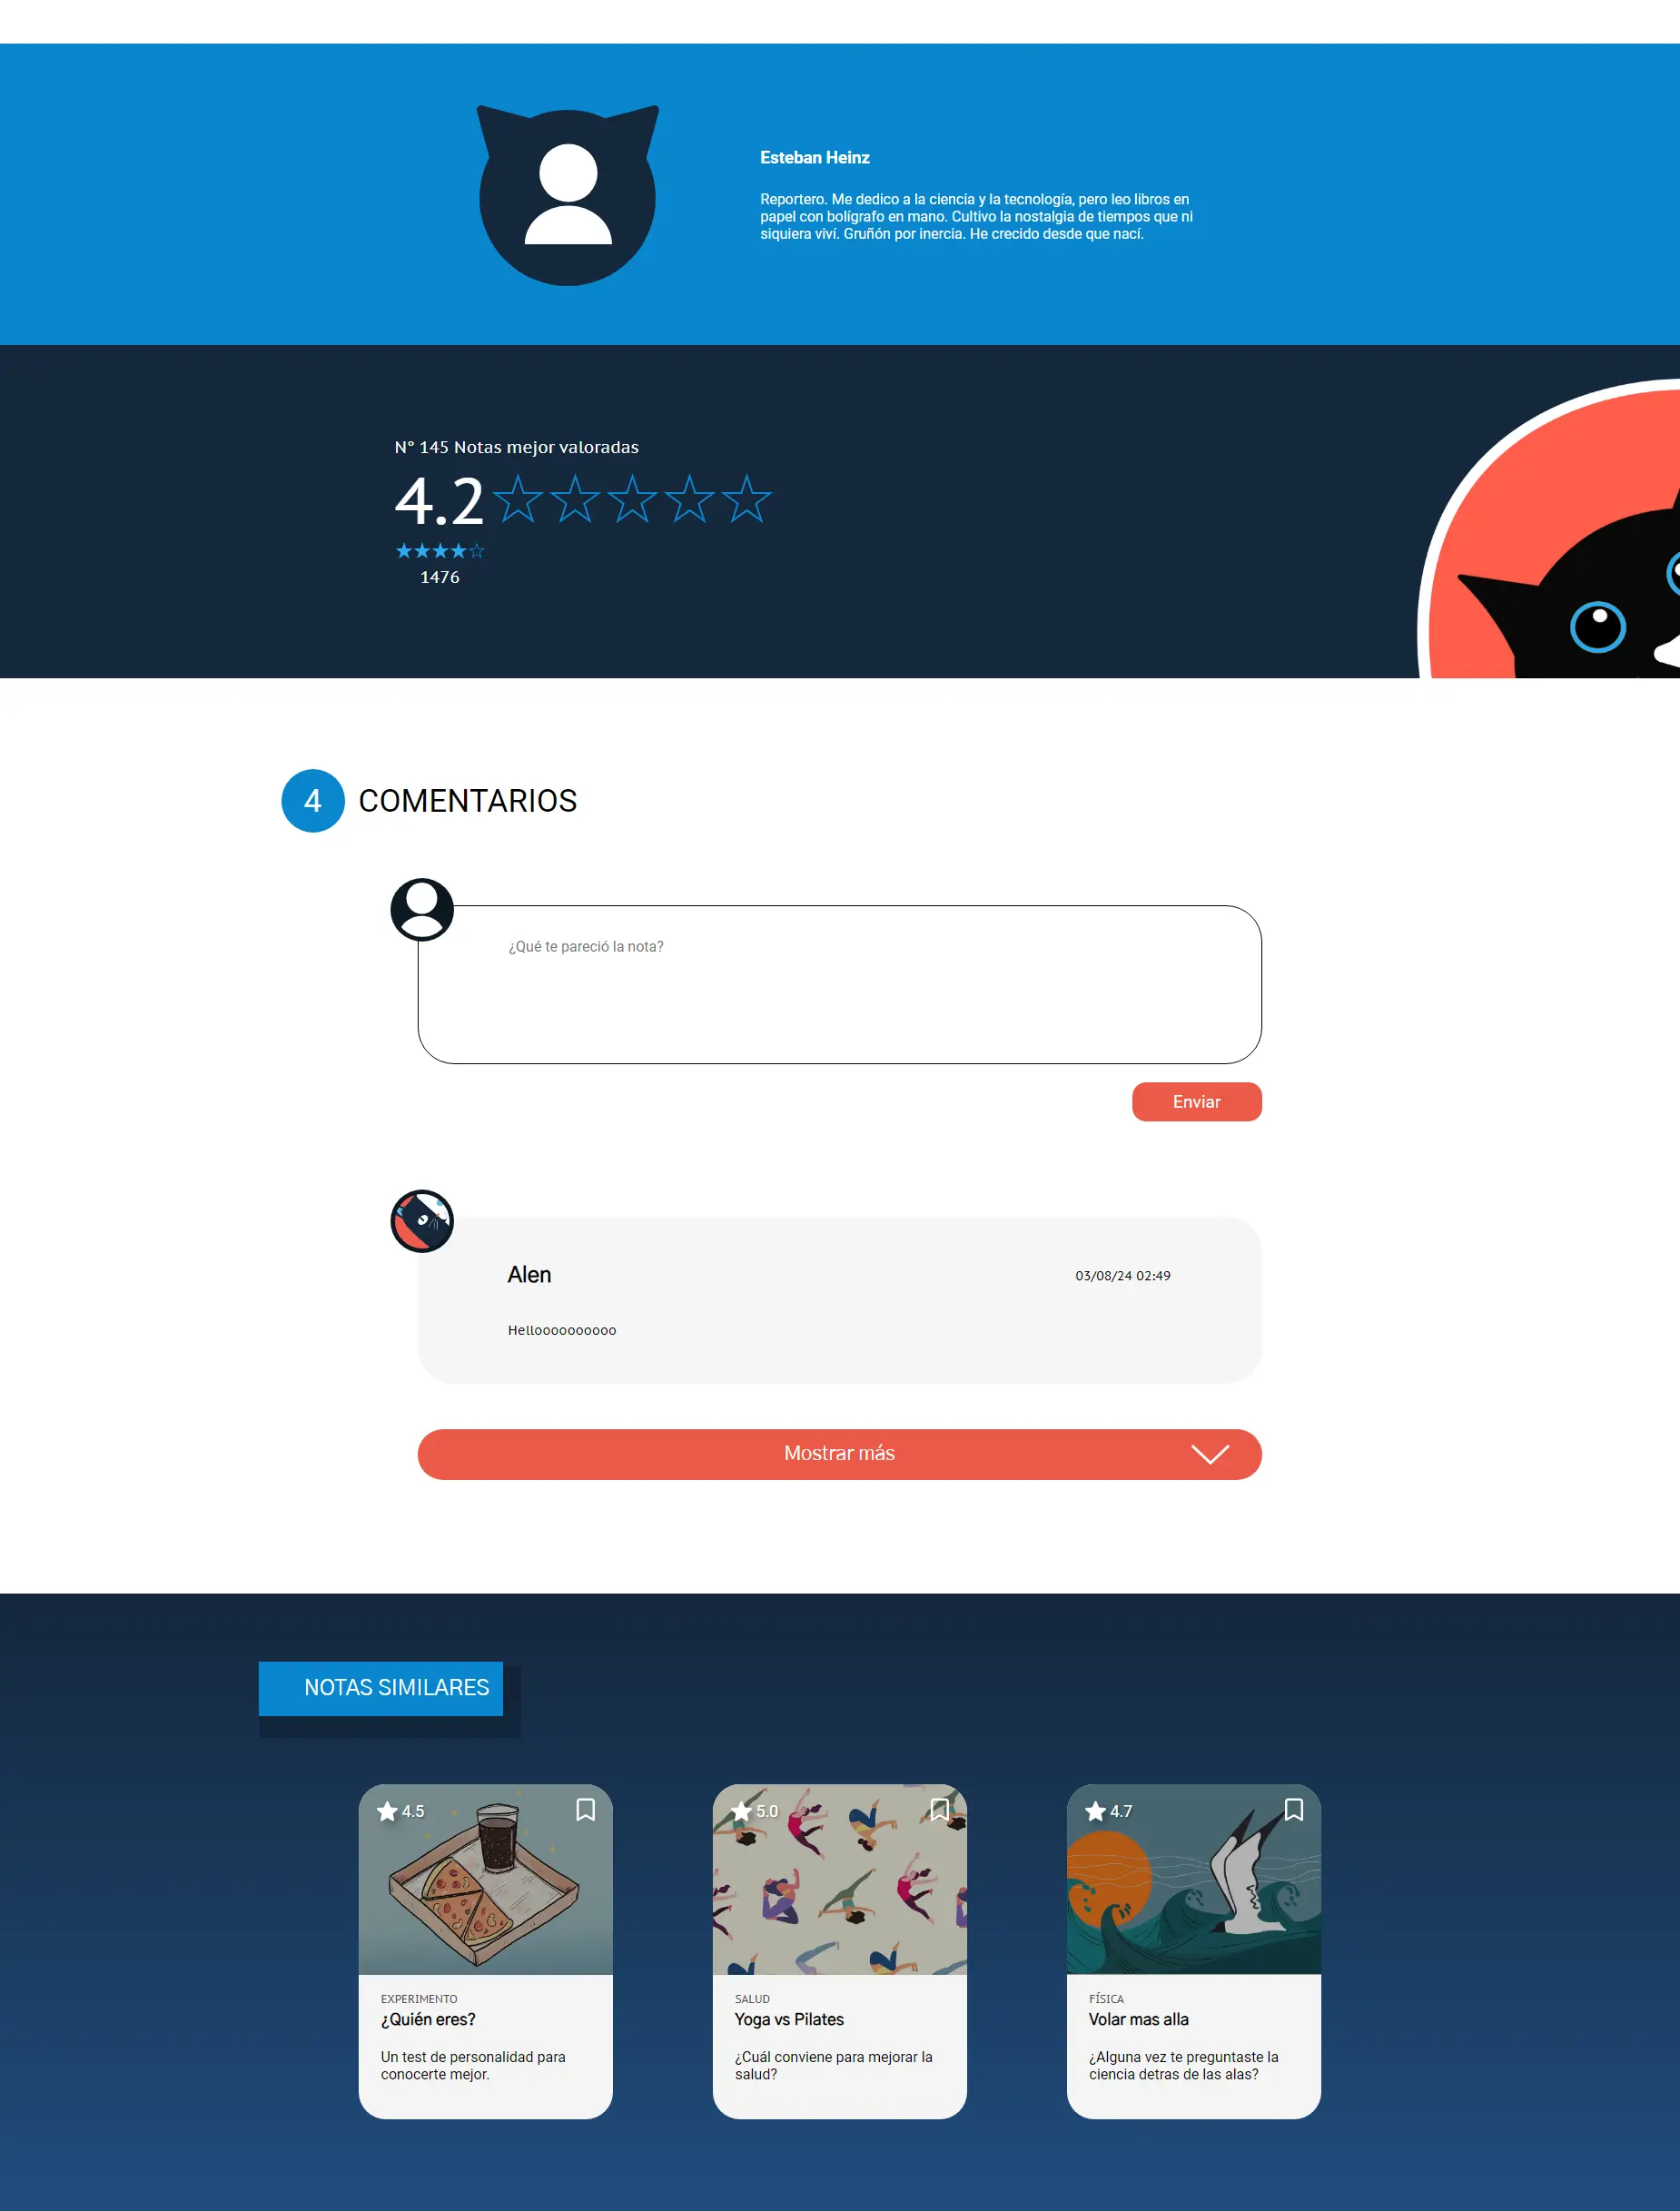 Esteban Heinz
Reportero. Me dedico a la ciencia y la tecnología, pero leo libros en
papel con bolígrafo en mano. Cultivo la nostalgia de tiempos que ni
siquiera viví. Gruñón por inercia. He crecido desde que nací.
N° 145 Notas mejor valoradas
4.2
1476
4 COMENTARIOS
¿Qué te pareció la nota?
Enviar
Alen
03/08/24 02:49
Helloooooooooo
Mostrar más
NOTAS SIMILARES
4.5
EXPERIMENTO
¿Quién eres?
Un test de personalidad para
conocerte mejor.
5.0
SALUD
Yoga vs Pilates
¿Cuál conviene para mejorar la
salud?
4.7
FÍSICA
Volar mas alla
¿Alguna vez te preguntaste la
ciencia detras de las alas?